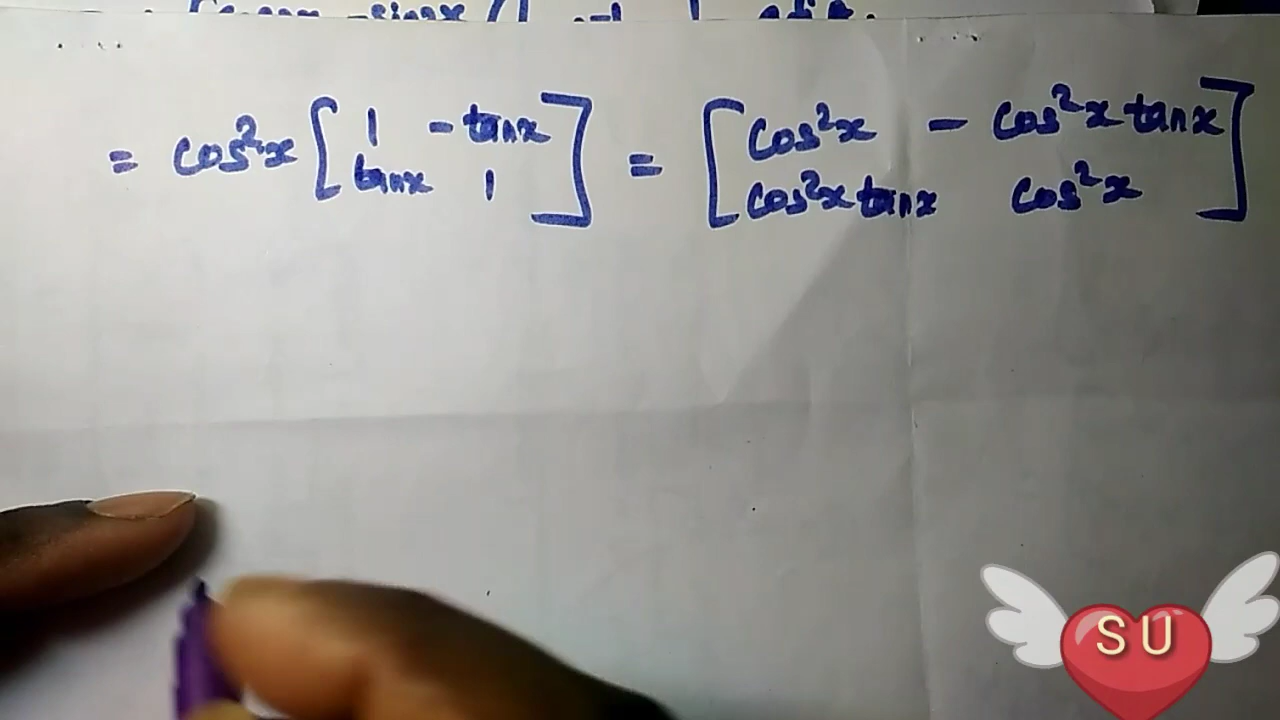 = cos²x [ 1 -tanx
tanx 1 ] = [ cos²x - cos²x tanx
cos²x tanx cos²x ]
SU